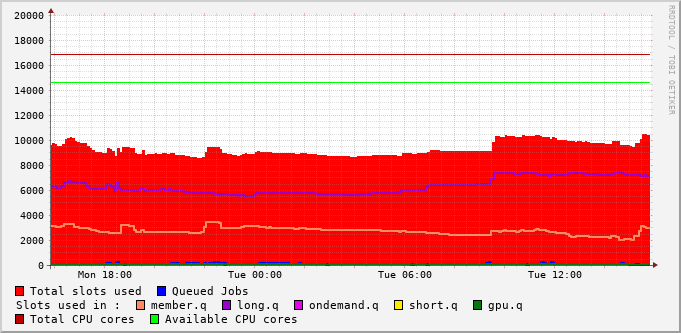 20000
18000
16000
14000
12000
10000
8000
6000
4000
2000
0
Mon 18:00 Tue 00:00 Tue 06:00 Tue 12:00
RRDTOOL / TOBI OETIKER
Total slots used Queued Jobs
Slots used in : member.q long.q ondemand.q short.q gpu.q
Total CPU cores Available CPU cores